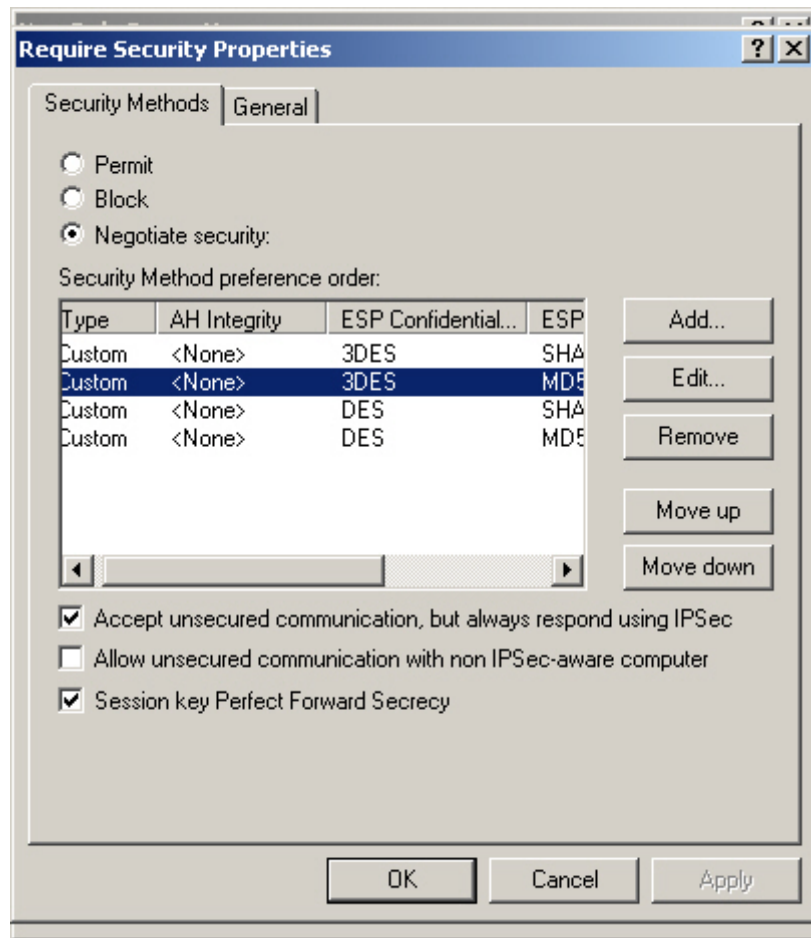 Require Security Properties
Security Methods General
Permit
Block
Negotiate security:
Security Method preference order:
Type AH Integrity ESP Confidential... ESP Add...
Custom <None> 3DES SHA
Custom <None> 3DES MD5 Edit...
Custom <None> DES SHA
Custom <None> DES MD5 Remove
Move up
Move down
Accept unsecured communication, but always respond using IPSec
Allow unsecured communication with non IPSec-aware computer
Session key Perfect Forward Secrecy
OK Cancel Apply